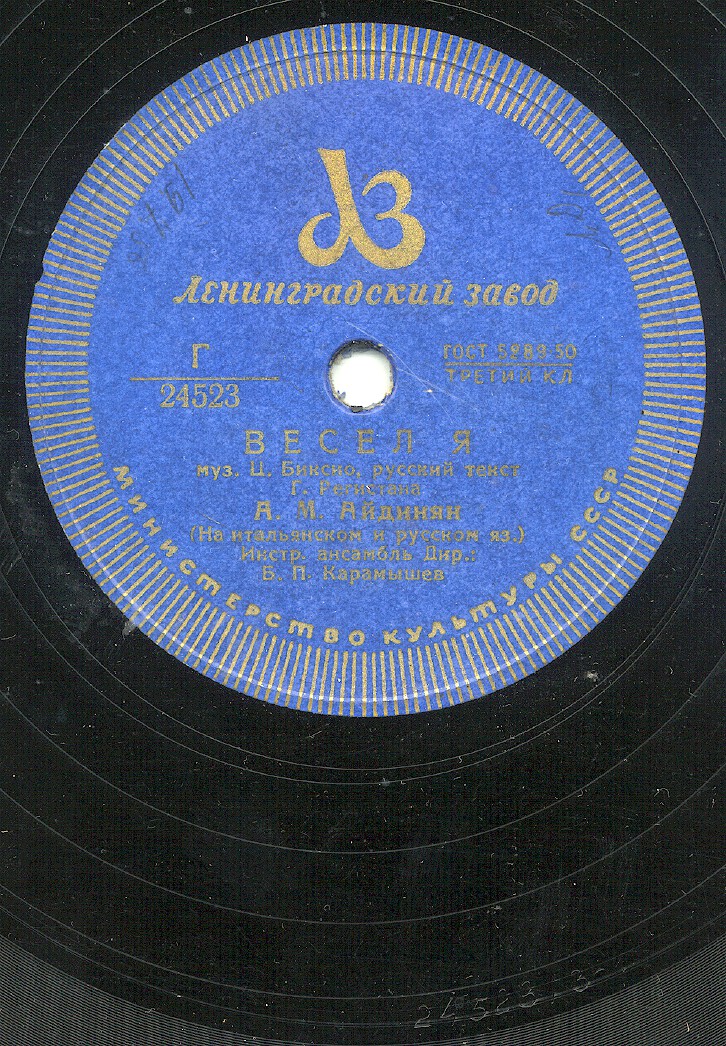 ЛЗ
Ленинградский завод
Г
24523
ГОСТ 5289-50
ТРЕТИЙ КЛ
ВЕСЕЛ Я
муз. Ц. Биксио, русский текст
Г. Регистана
А. М. Айдинян
(На итальянском и русском яз.)
Инстр. ансамбль Дир.:
Б. П. Карамышев
МИНИСТЕРСТВО КУЛЬТУРЫ СССР
24523.3